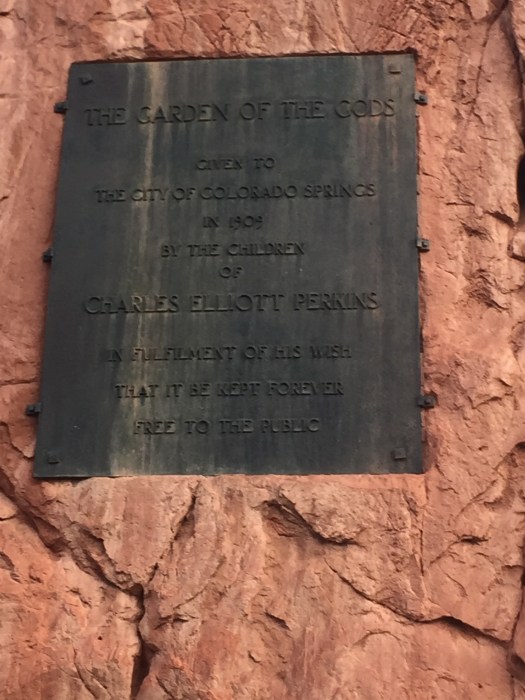 THE GARDEN OF THE GODS
GIVEN TO
THE CITY OF COLORADO SPRINGS
IN 1909
BY THE CHILDREN
OF
CHARLES ELLIOTT PERKINS
IN FULFILMENT OF HIS WISH
THAT IT BE KEPT FOREVER
FREE TO THE PUBLIC